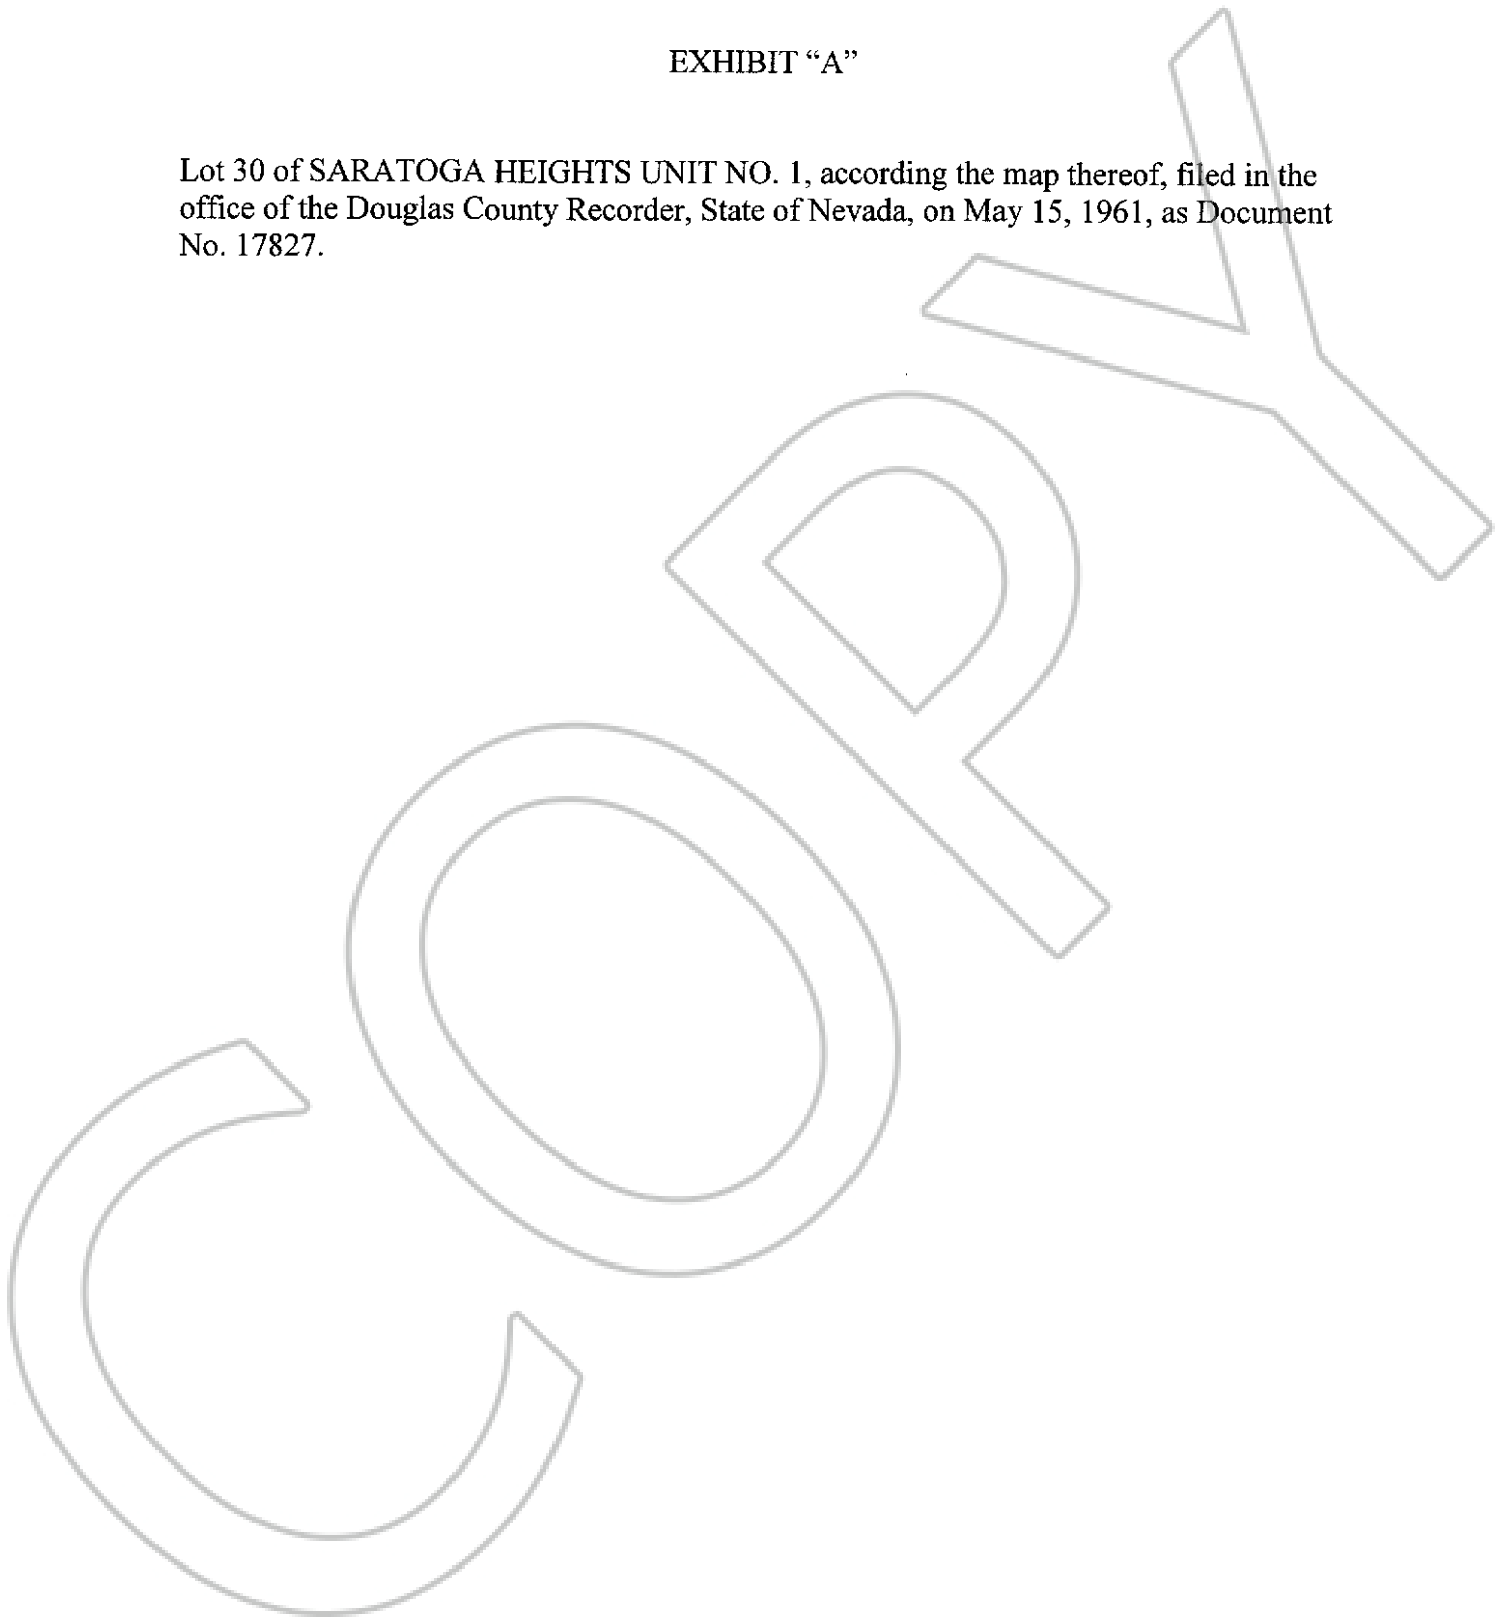 EXHIBIT “A”
Lot 30 of SARATOGA HEIGHTS UNIT NO. 1, according the map thereof, filed in the
office of the Douglas County Recorder, State of Nevada, on May 15, 1961, as Document
No. 17827.
COPY